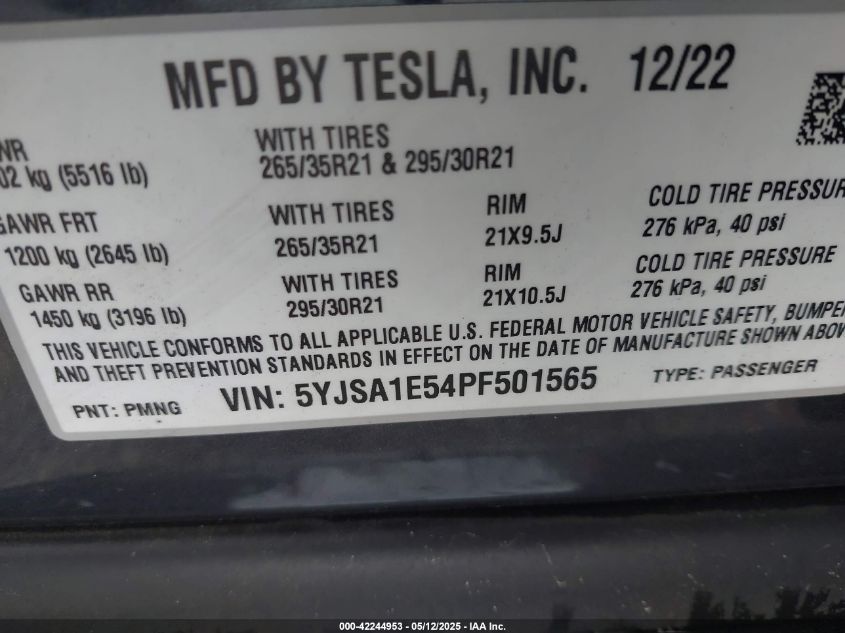 MFD BY TESLA, INC. 12/22
WR
02 kg (5516 lb)
WITH TIRES
265/35R21 & 295/30R21
GAWR FRT
1200 kg (2645 lb)
WITH TIRES
265/35R21
RIM
21X9.5J
COLD TIRE PRESSUR
276 kPa, 40 psi
GAWR RR
1450 kg (3196 lb)
WITH TIRES
295/30R21
RIM
21X10.5J
COLD TIRE PRESSURE
276 kPa, 40 psi
THIS VEHICLE CONFORMS TO ALL APPLICABLE U.S. FEDERAL MOTOR VEHICLE SAFETY, BUMPER
AND THEFT PREVENTION STANDARDS IN EFFECT ON THE DATE OF MANUFACTURE SHOWN ABOV
PNT: PMNG
VIN: 5YJSA1E54PF501565
TYPE: PASSENGER
000-42244953 - 05/12/2025 - IAA Inc.